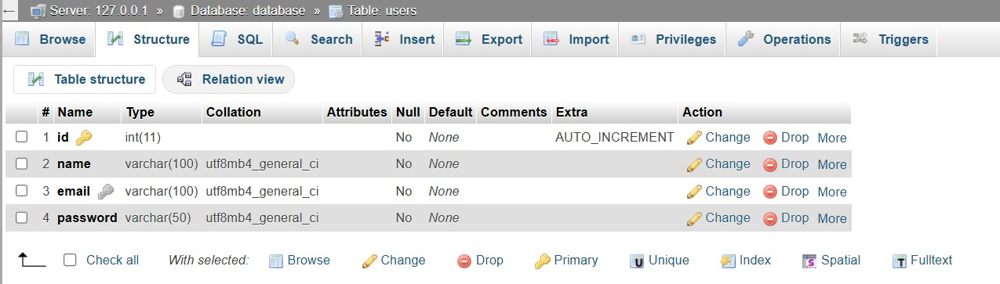 Server: 127.0.0.1 » Database: database » Table: users
Browse Structure SQL Search Insert Export Import Privileges Operations Triggers
Table structure Relation view
# Name Type Collation Attributes Null Default Comments Extra Action
1 id int(11) No None AUTO_INCREMENT Change Drop More
2 name varchar(100) utf8mb4_general_ci No None Change Drop More
3 email varchar(100) utf8mb4_general_ci No None Change Drop More
4 password varchar(50) utf8mb4_general_ci No None Change Drop More
Check all With selected: Browse Change Drop Primary U Unique Index S Spatial T Fulltext